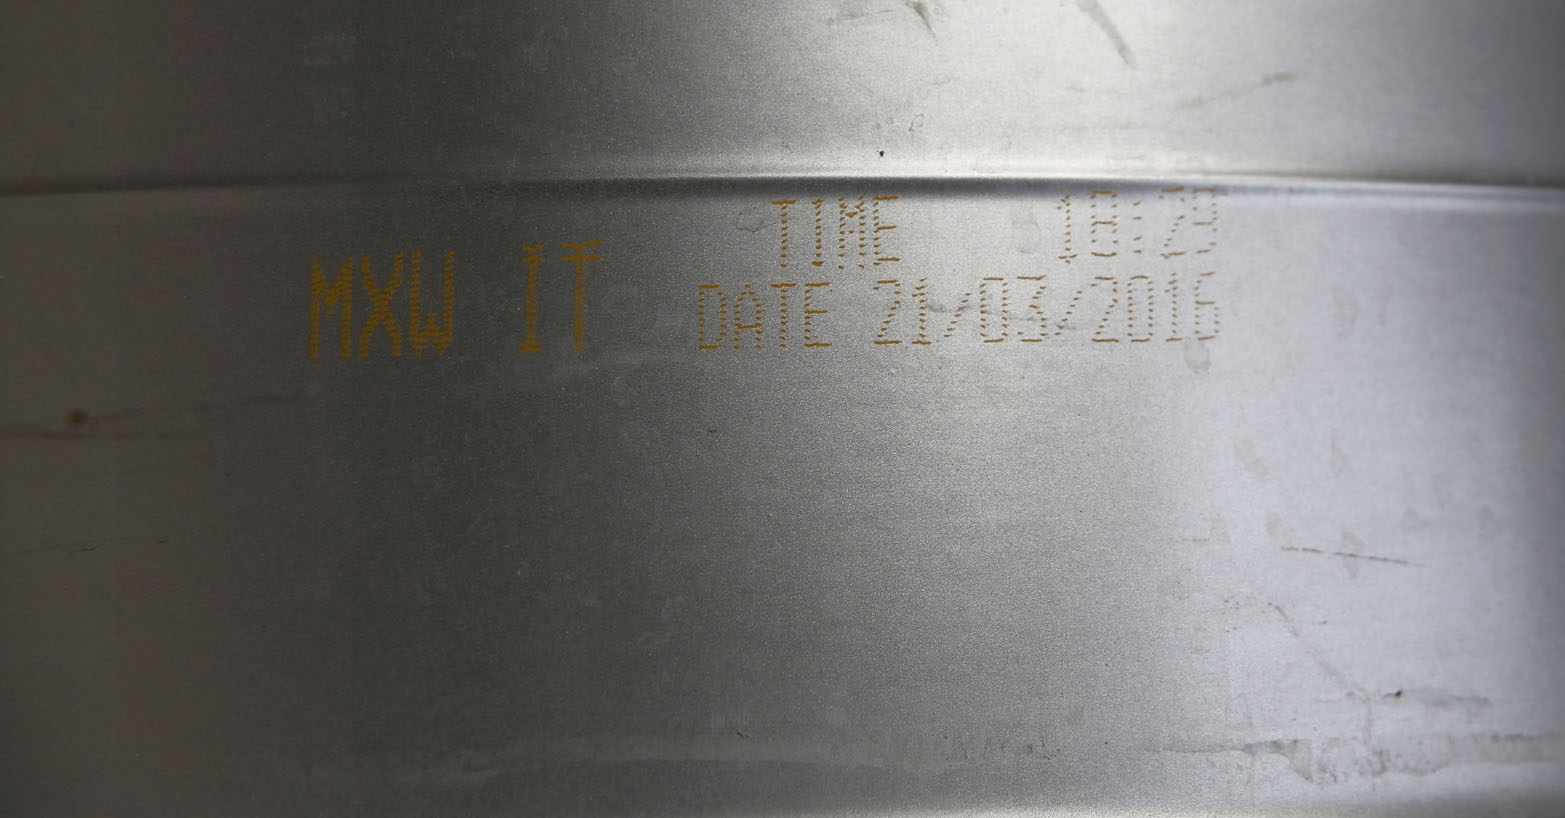 MXW IT
TIME 18:29
DATE 21/03/2016